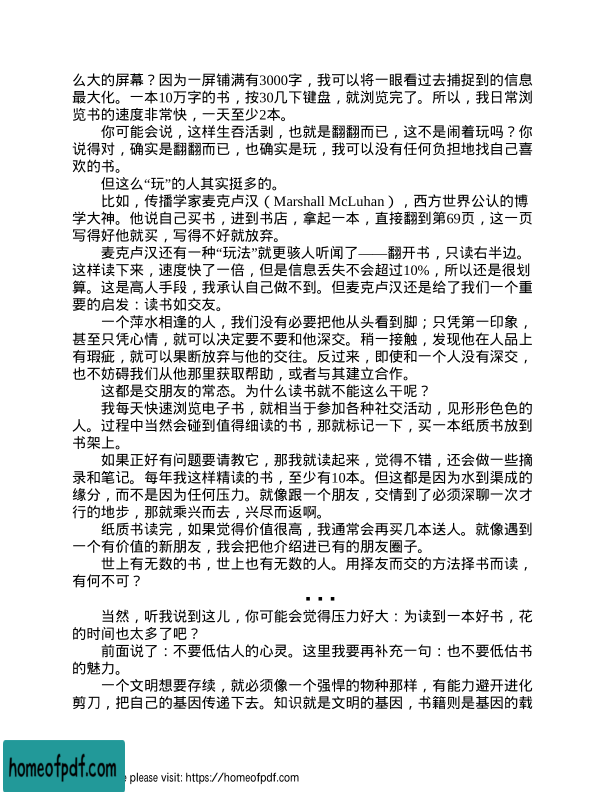 么大的屏幕？因为一屏铺满有3000字，我可以将一眼看过去捕捉到的信息
最大化。一本10万字的书，按30几下键盘，就浏览完了。所以，我日常浏
览书的速度非常快，一天至少2本。
你可能会说，这样生吞活剥，也就是翻翻而已，这不是闹着玩吗？你
说得对，确实是翻翻而已，也确实是玩，我可以没有任何负担地找自己喜
欢的书。
但这么“玩”的人其实挺多的。
比如，传播学家麦克卢汉（Marshall McLuhan），西方世界公认的博
学大神。他说自己买书，进到书店，拿起一本，直接翻到第69页，这一页
写得好他就买，写得不好就放弃。
麦克卢汉还有一种“玩法”就更骇人听闻了——翻开书，只读右半边。
这样读下来，速度快了一倍，但是信息丢失不会超过10%，所以还是很划
算。这是高人手段，我承认自己做不到。但麦克卢汉还是给了我们一个重
要的启发：读书如交友。
一个萍水相逢的人，我们没有必要把他从头看到脚；只凭第一印象，
甚至只凭心情，就可以决定要不要和他深交。稍一接触，发现他在人品上
有瑕疵，就可以果断放弃与他的交往。反过来，即使和一个人没有深交，
也不妨碍我们从他那里获取帮助，或者与其建立合作。
这都是交朋友的常态。为什么读书就不能这么干呢？
我每天快速浏览电子书，就相当于参加各种社交活动，见形形色色的
人。过程中当然会碰到值得细读的书，那就标记一下，买一本纸质书放到
书架上。
如果正好有问题要请教它，那我就读起来，觉得不错，还会做一些摘
录和笔记。每年我这样精读的书，至少有10本。但这都是因为水到渠成的
缘分，而不是因为任何压力。就像跟一个朋友，交情到了必须深聊一次才
行的地步，那就乘兴而去，兴尽而返啊。
纸质书读完，如果觉得价值很高，我通常会再买几本送人。就像遇到
一个有价值的新朋友，我会把他介绍进已有的朋友圈子。
世上有无数的书，世上也有无数的人。用择友而交的方法择书而读，
有何不可？
▪ ▪ ▪
当然，听我说到这儿，你可能会觉得压力好大：为读到一本好书，花
的时间也太多了吧？
前面说了：不要低估人的心灵。这里我要再补充一句：也不要低估书
的魅力。
一个文明想要存续，就必须像一个强悍的物种那样，有能力避开进化
剪刀，把自己的基因传递下去。知识就是文明的基因，书籍则是基因的载
homeofpdf.com
e please visit: https://homeofpdf.com